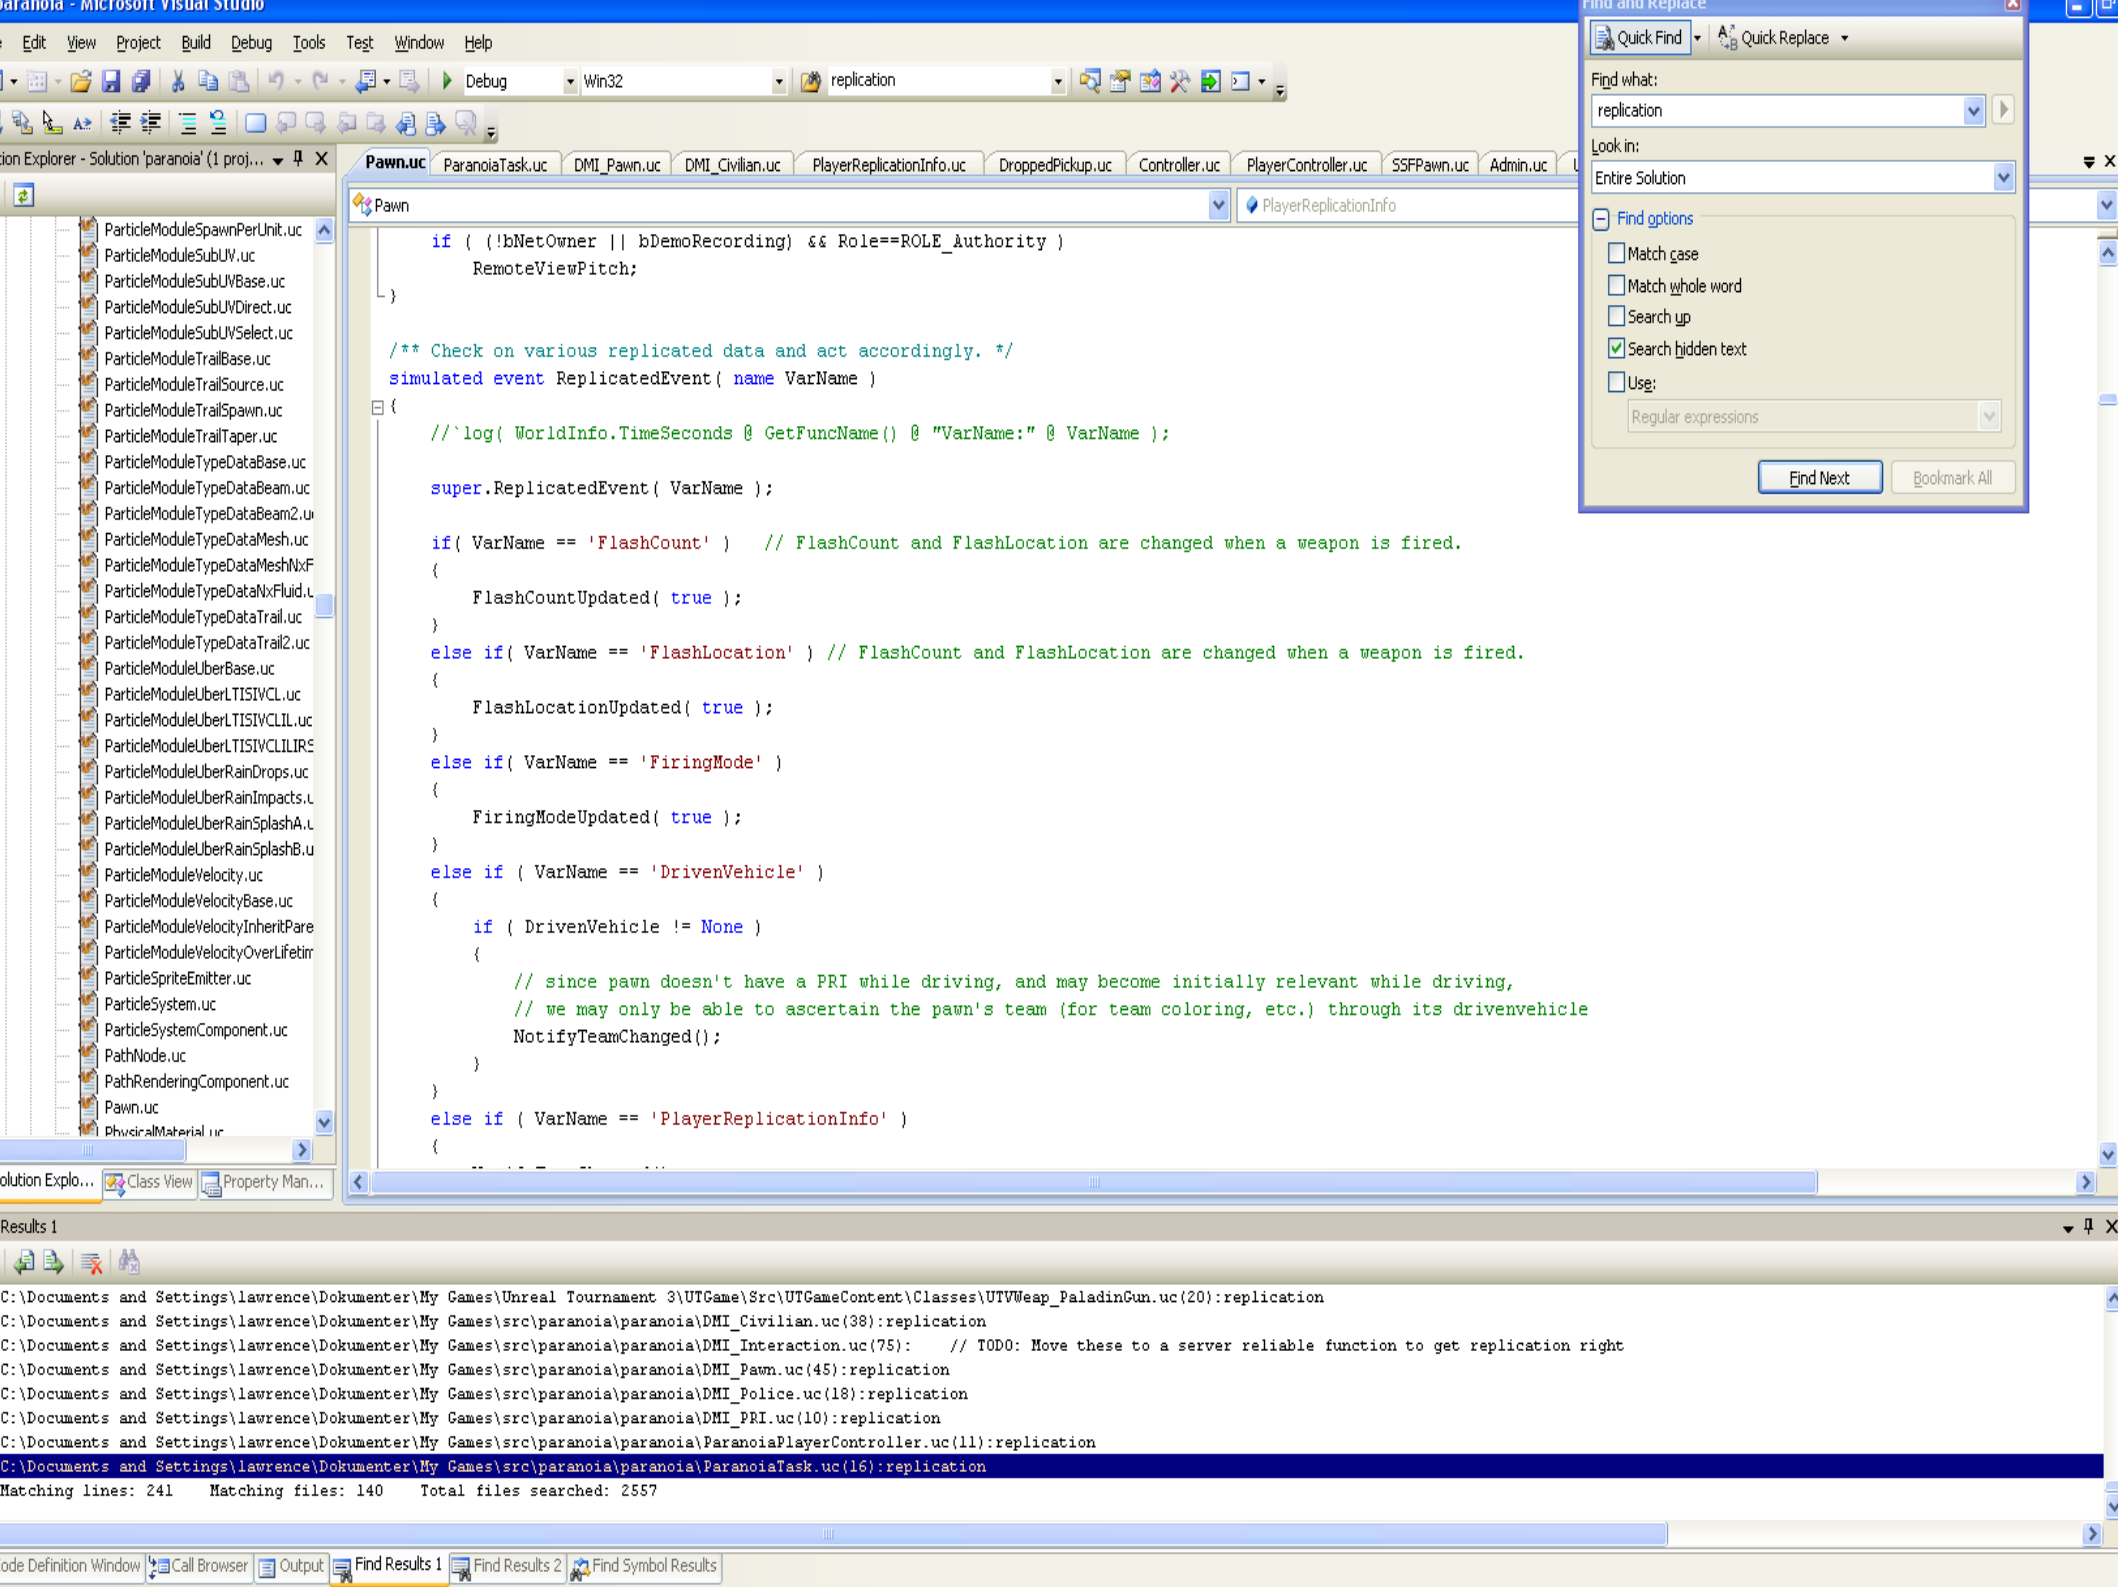 paranoia - Microsoft Visual Studio
Edit View Project Build Debug Tools Test Window Help
Debug Win32 replication
Solution Explorer - Solution 'paranoia' (1 proj...
ParticleModuleSpawnPerUnit.uc
ParticleModuleSubUV.uc
ParticleModuleSubUVBase.uc
ParticleModuleSubUVDirect.uc
ParticleModuleSubUVSelect.uc
ParticleModuleTrailBase.uc
ParticleModuleTrailSource.uc
ParticleModuleTrailSpawn.uc
ParticleModuleTrailTaper.uc
ParticleModuleTypeDataBase.uc
ParticleModuleTypeDataBeam.uc
ParticleModuleTypeDataBeam2.u
ParticleModuleTypeDataMesh.uc
ParticleModuleTypeDataMeshNxF
ParticleModuleTypeDataNxFluid.u
ParticleModuleTypeDataTrail.uc
ParticleModuleTypeDataTrail2.uc
ParticleModuleUberBase.uc
ParticleModuleUberLTISIVCL.uc
ParticleModuleUberLTISIVCLIL.uc
ParticleModuleUberLTISIVCLILIRS
ParticleModuleUberRainDrops.uc
ParticleModuleUberRainImpacts.u
ParticleModuleUberRainSplashA.u
ParticleModuleUberRainSplashB.u
ParticleModuleVelocity.uc
ParticleModuleVelocityBase.uc
ParticleModuleVelocityInheritPare
ParticleModuleVelocityOverLifetim
ParticleSpriteEmitter.uc
ParticleSystem.uc
ParticleSystemComponent.uc
PathNode.uc
PathRenderingComponent.uc
Pawn.uc
PhysicalMaterial.uc
Solution Explo... Class View Property Man...
Pawn.uc ParanoiaTask.uc DMI_Pawn.uc DMI_Civilian.uc PlayerReplicationInfo.uc DroppedPickup.uc Controller.uc PlayerController.uc SSFPawn.uc Admin.uc U
Pawn PlayerReplicationInfo
if ( (!bNetOwner || bDemoRecording) && Role==ROLE_Authority )
RemoteViewPitch;
}
/** Check on various replicated data and act accordingly. */
simulated event ReplicatedEvent( name VarName )
{
//`log( WorldInfo.TimeSeconds @ GetFuncName() @ "VarName:" @ VarName );
super.ReplicatedEvent( VarName );
if( VarName == 'FlashCount' ) // FlashCount and FlashLocation are changed when a weapon is fired.
{
FlashCountUpdated( true );
}
else if( VarName == 'FlashLocation' ) // FlashCount and FlashLocation are changed when a weapon is fired.
{
FlashLocationUpdated( true );
}
else if( VarName == 'FiringMode' )
{
FiringModeUpdated( true );
}
else if ( VarName == 'DrivenVehicle' )
{
if ( DrivenVehicle != None )
{
// since pawn doesn't have a PRI while driving, and may become initially relevant while driving,
// we may only be able to ascertain the pawn's team (for team coloring, etc.) through its drivenvehicle
NotifyTeamChanged();
}
}
else if ( VarName == 'PlayerReplicationInfo' )
{
Find and Replace
Quick Find Quick Replace
Find what:
replication
Look in:
Entire Solution
Find options
Match case
Match whole word
Search up
Search hidden text
Use:
Regular expressions
Find Next Bookmark All
Results 1
C:\Documents and Settings\lawrence\Dokumenter\My Games\Unreal Tournament 3\UTGame\Src\UTGameContent\Classes\UTVWeap_PaladinGun.uc(20):replication
C:\Documents and Settings\lawrence\Dokumenter\My Games\src\paranoia\paranoia\DMI_Civilian.uc(38):replication
C:\Documents and Settings\lawrence\Dokumenter\My Games\src\paranoia\paranoia\DMI_Interaction.uc(75): // TODO: Move these to a server reliable function to get replication right
C:\Documents and Settings\lawrence\Dokumenter\My Games\src\paranoia\paranoia\DMI_Pawn.uc(45):replication
C:\Documents and Settings\lawrence\Dokumenter\My Games\src\paranoia\paranoia\DMI_Police.uc(18):replication
C:\Documents and Settings\lawrence\Dokumenter\My Games\src\paranoia\paranoia\DMI_PRI.uc(10):replication
C:\Documents and Settings\lawrence\Dokumenter\My Games\src\paranoia\paranoia\ParanoiaPlayerController.uc(11):replication
C:\Documents and Settings\lawrence\Dokumenter\My Games\src\paranoia\paranoia\ParanoiaTask.uc(16):replication
Matching lines: 241 Matching files: 140 Total files searched: 2557
Code Definition Window Call Browser Output Find Results 1 Find Results 2 Find Symbol Results